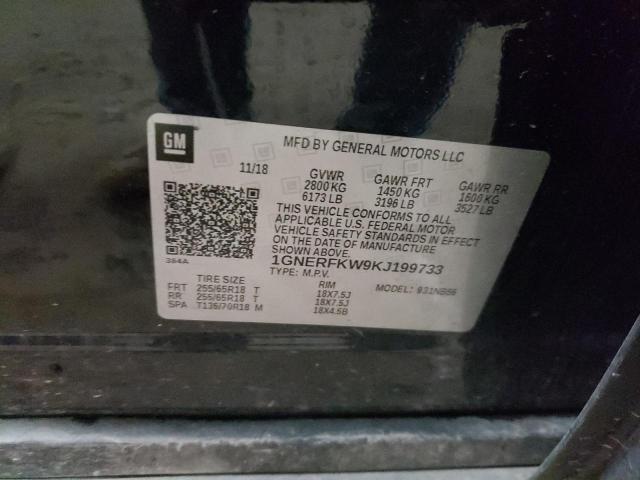 GM
MFD BY GENERAL MOTORS LLC
11/18
GVWR GAWR FRT GAWR RR
2800 KG 1450 KG 1600 KG
6173 LB 3196 LB 3527 LB
THIS VEHICLE CONFORMS TO ALL
APPLICABLE U.S. FEDERAL MOTOR
VEHICLE SAFETY STANDARDS IN EFFECT
ON THE DATE OF MANUFACTURE
SHOWN ABOVE.
384A
1GNERFKW9KJ199733
TYPE: M.P.V. MODEL: 931NB56
TIRE SIZE RIM
FRT 255/65R18 T 18X7.5J
RR 255/65R18 T 18X7.5J
SPA T135/70R18 M 18X4.5B